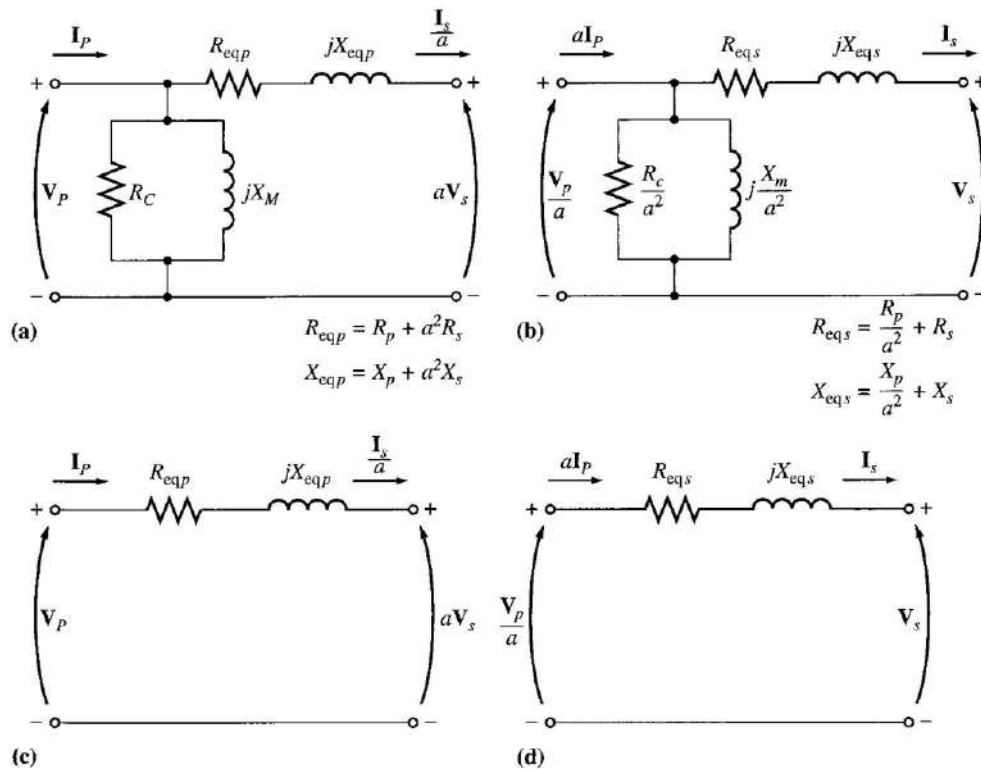 I_P
R_eqp
jX_eqp
I_s/a
+
+
V_P
R_C
jX_M
aV_s
−
−
(a)
R_eqp = R_p + a²R_s
X_eqp = X_p + a²X_s
aI_P
R_eqs
jX_eqs
I_s
+
+
V_p/a
R_c/a²
j X_m/a²
V_s
−
−
(b)
R_eqs = R_p/a² + R_s
X_eqs = X_p/a² + X_s
I_P
R_eqp
jX_eqp
I_s/a
+
+
V_P
aV_s
−
−
(c)
aI_P
R_eqs
jX_eqs
I_s
+
+
V_p/a
V_s
−
−
(d)